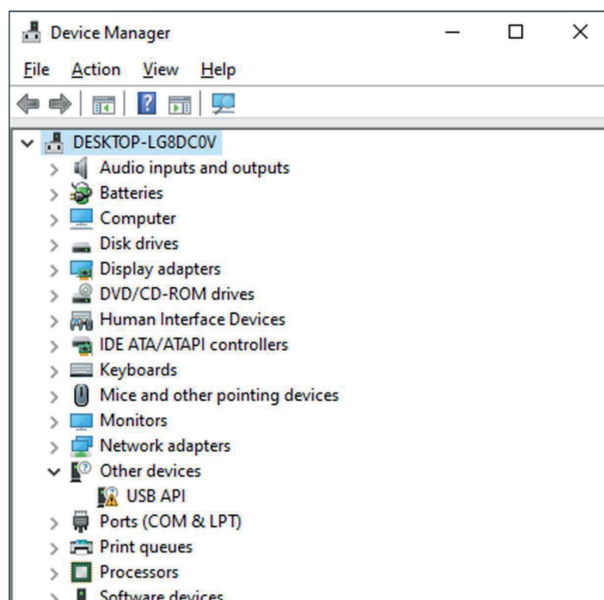 Device Manager
File Action View Help
DESKTOP-LG8DC0V
Audio inputs and outputs
Batteries
Computer
Disk drives
Display adapters
DVD/CD-ROM drives
Human Interface Devices
IDE ATA/ATAPI controllers
Keyboards
Mice and other pointing devices
Monitors
Network adapters
Other devices
USB API
Ports (COM & LPT)
Print queues
Processors
Software devices